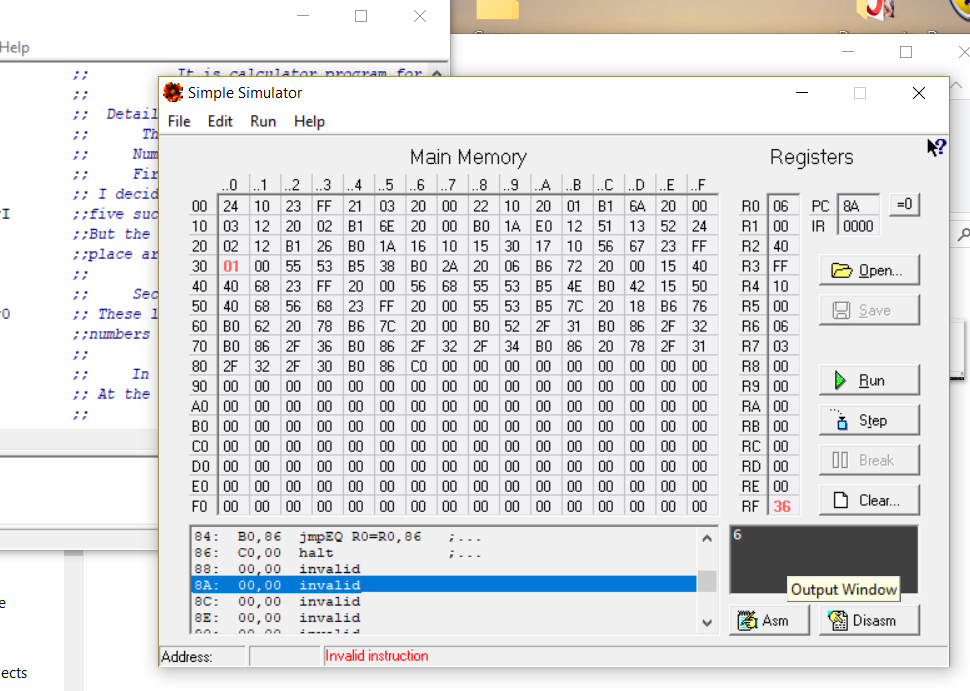 Help
;; It is calculator program for
;;
;; Detail
;; Th
;; Num
;; Fir
;; I decid
;;five suc
;;But the
;;place ar
;;
;; Sec
;; These l
;;numbers
;;
;; In
;; At the
;;
Simple Simulator
File Edit Run Help
Main Memory
Registers
..0 ..1 ..2 ..3 ..4 ..5 ..6 ..7 ..8 ..9 ..A ..B ..C ..D ..E ..F
00 24 10 23 FF 21 03 20 00 22 10 20 01 B1 6A 20 00
10 03 12 20 02 B1 6E 20 00 B0 1A E0 12 51 13 52 24
20 02 12 B1 26 B0 1A 16 10 15 30 17 10 56 67 23 FF
30 01 00 55 53 B5 38 B0 2A 20 06 B6 72 20 00 15 40
40 40 68 23 FF 20 00 56 68 55 53 B5 4E B0 42 15 50
50 40 68 56 68 23 FF 20 00 55 53 B5 7C 20 18 B6 76
60 B0 62 20 78 B6 7C 20 00 B0 52 2F 31 B0 86 2F 32
70 B0 86 2F 36 B0 86 2F 32 2F 34 B0 86 20 78 2F 31
80 2F 32 2F 30 B0 86 C0 00 00 00 00 00 00 00 00 00
90 00 00 00 00 00 00 00 00 00 00 00 00 00 00 00 00
A0 00 00 00 00 00 00 00 00 00 00 00 00 00 00 00 00
B0 00 00 00 00 00 00 00 00 00 00 00 00 00 00 00 00
C0 00 00 00 00 00 00 00 00 00 00 00 00 00 00 00 00
D0 00 00 00 00 00 00 00 00 00 00 00 00 00 00 00 00
E0 00 00 00 00 00 00 00 00 00 00 00 00 00 00 00 00
F0 00 00 00 00 00 00 00 00 00 00 00 00 00 00 00 00
R0 06
R1 00
R2 40
R3 FF
R4 10
R5 00
R6 06
R7 03
R8 00
R9 00
RA 00
RB 00
RC 00
RD 00
RE 00
RF 36
PC 8A =0
IR 0000
Open...
Save
Run
Step
Break
Clear...
84: B0,86 jmpEQ R0=R0,86 ;...
86: C0,00 halt ;...
88: 00,00 invalid
8A: 00,00 invalid
8C: 00,00 invalid
8E: 00,00 invalid
6
Output Window
Asm
Disasm
Address:
Invalid instruction
e
ects